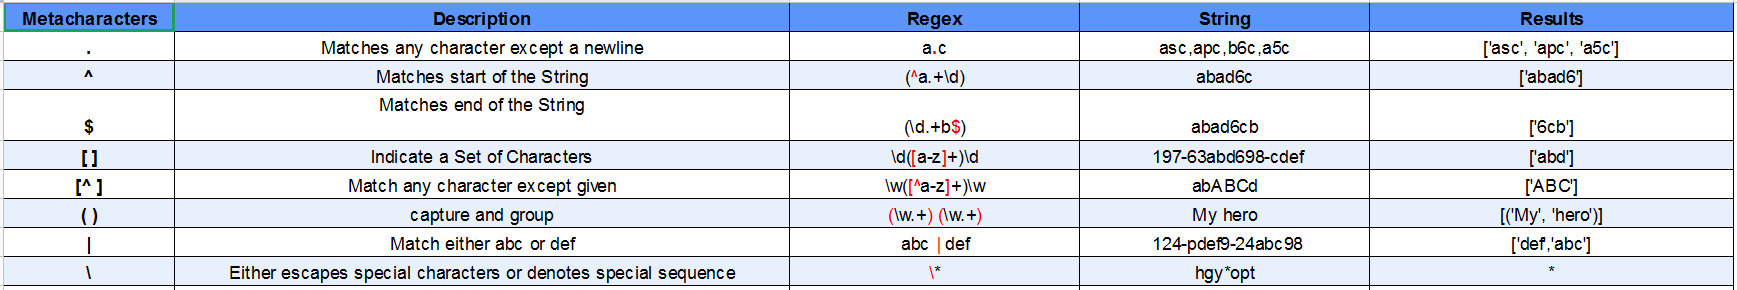 Metacharacters Description Regex String Results
. Matches any character except a newline a.c asc,apc,b6c,a5c ['asc', 'apc', 'a5c']
^ Matches start of the String (^a.+\d) abad6c ['abad6']
Matches end of the String
$ (\d.+b$) abad6cb ['6cb']
[ ] Indicate a Set of Characters \d([a-z]+)\d 197-63abd698-cdef ['abd']
[^ ] Match any character except given \w([^a-z]+)\w abABCd ['ABC']
( ) capture and group (\w.+) (\w.+) My hero [('My', 'hero')]
| Match either abc or def abc | def 124-pdef9-24abc98 ['def','abc']
\ Either escapes special characters or denotes special sequence \* hgy*opt *